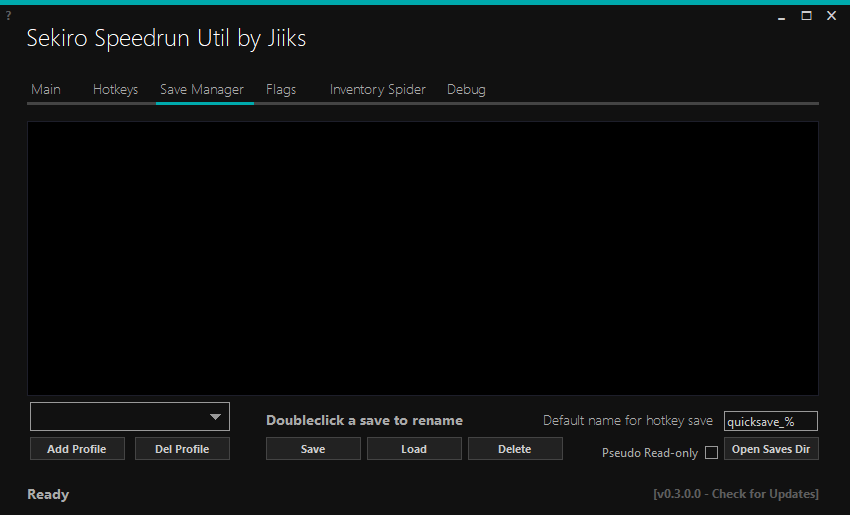 ?
Sekiro Speedrun Util by Jiiks
Main Hotkeys Save Manager Flags Inventory Spider Debug
Doubleclick a save to rename Default name for hotkey save quicksave_%
Add Profile Del Profile Save Load Delete Pseudo Read-only Open Saves Dir
Ready [v0.3.0.0 - Check for Updates]